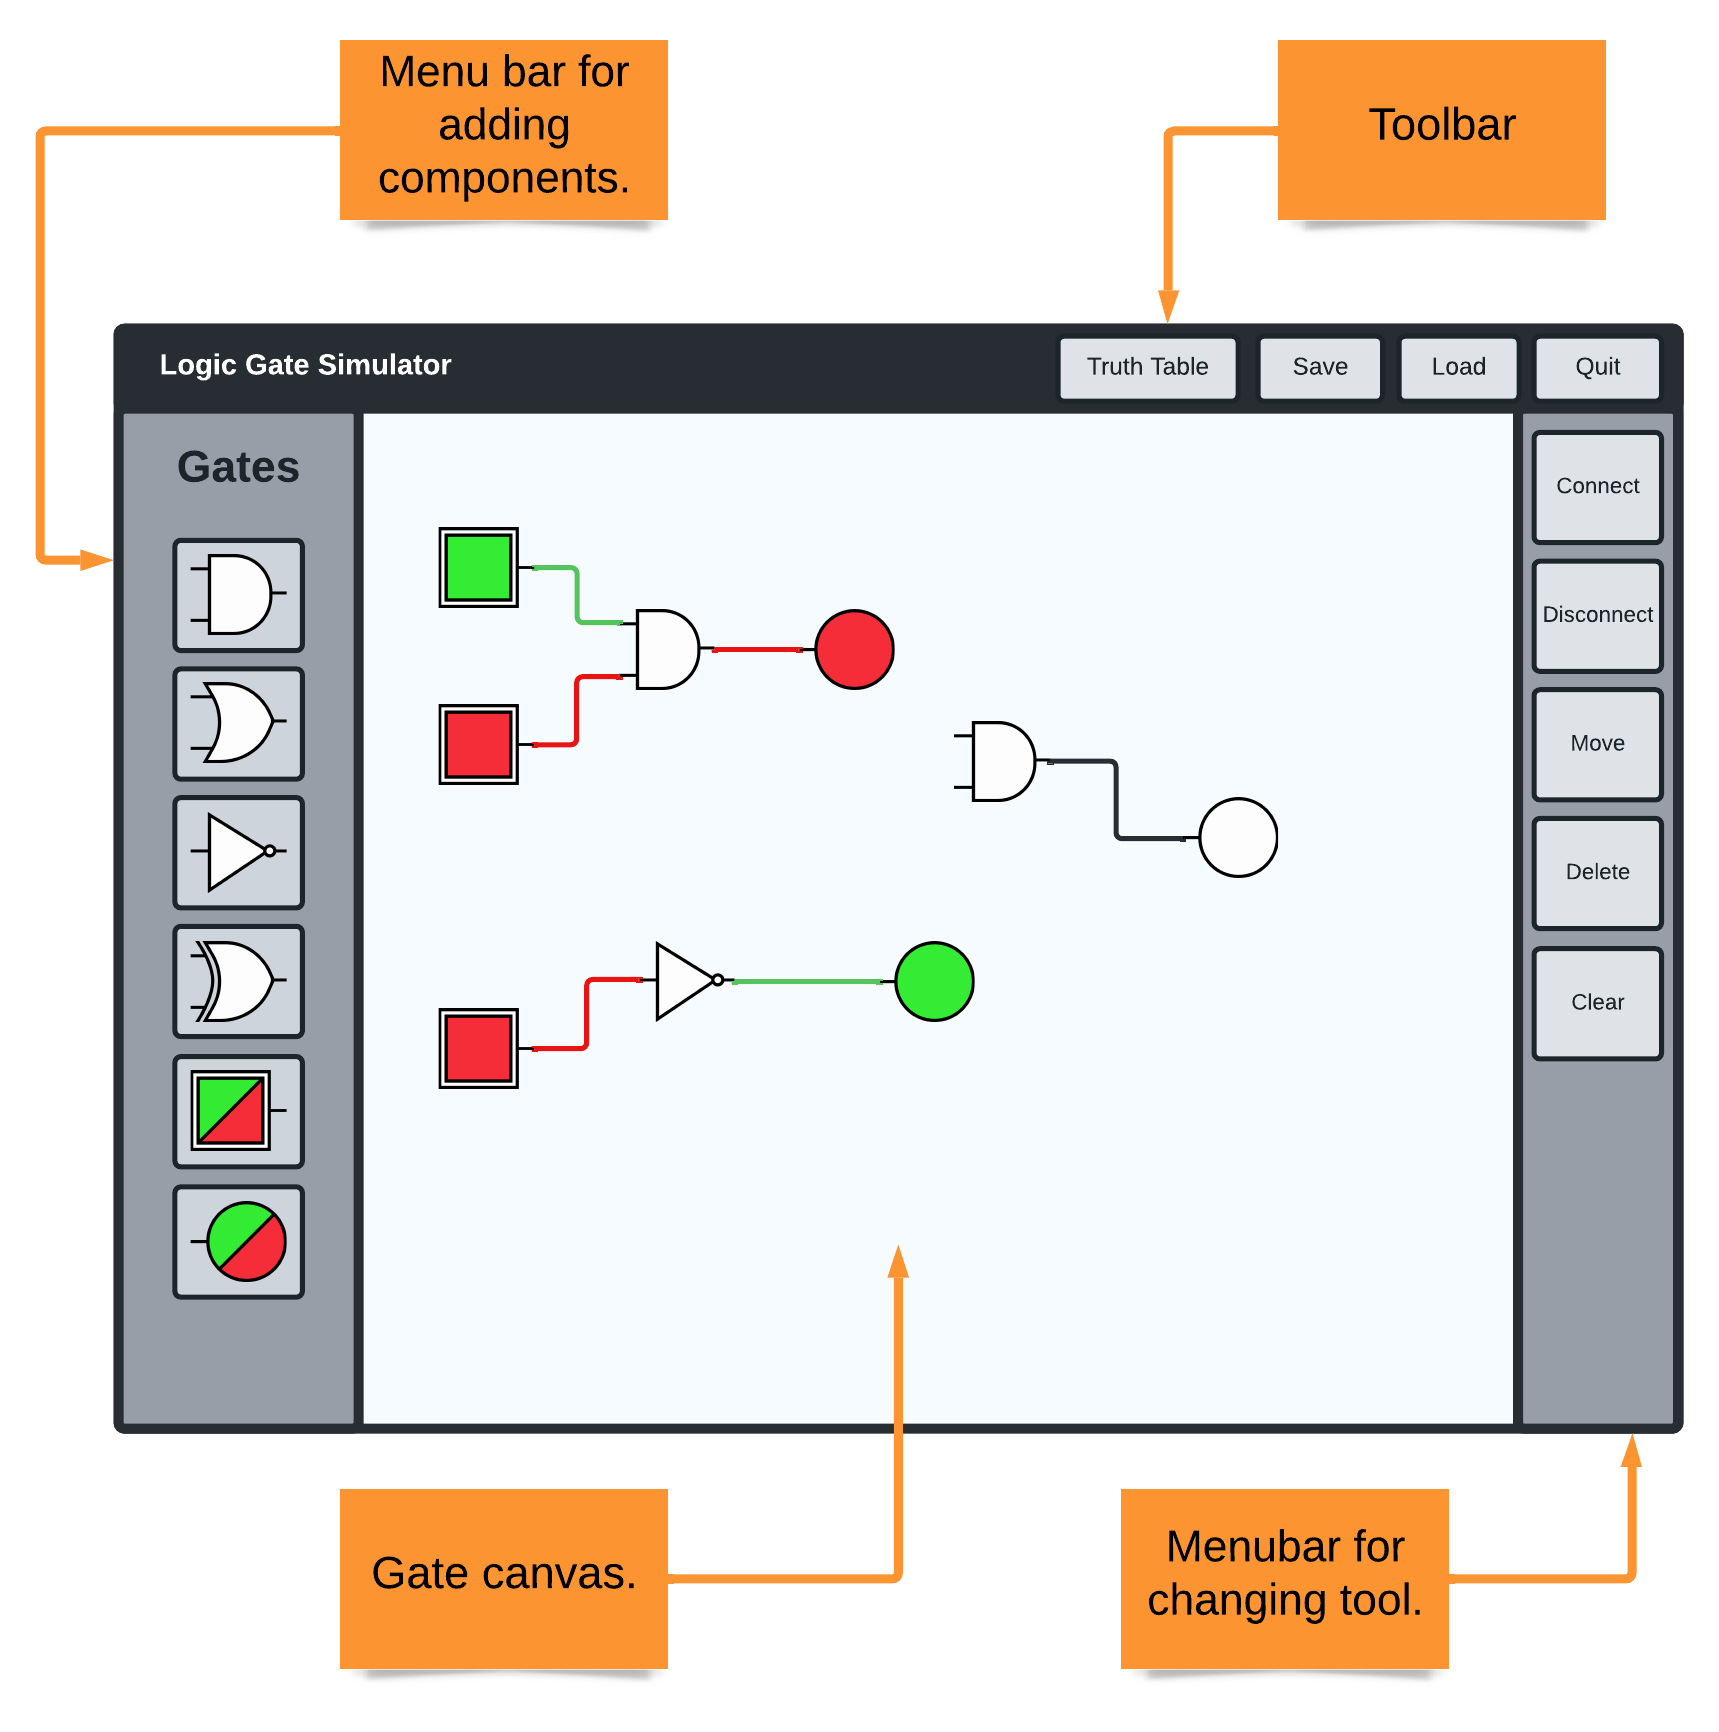 Menu bar for
adding
components.
Toolbar
Logic Gate Simulator
Truth Table
Save
Load
Quit
Gates
Connect
Disconnect
Move
Delete
Clear
Gate canvas.
Menubar for
changing tool.